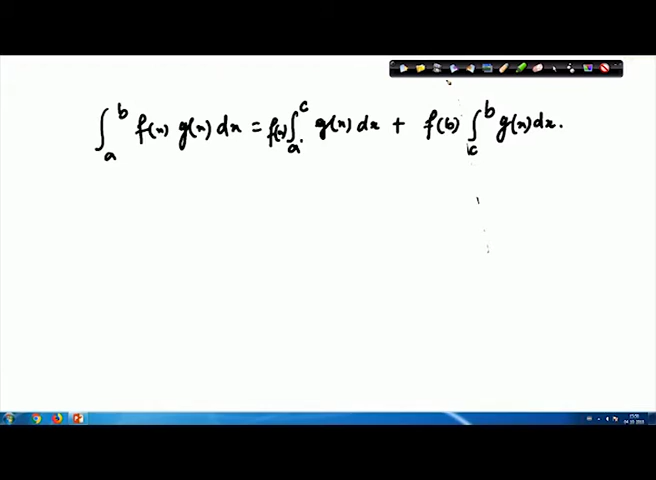 ∫_a^b f(x) g(x) dx = f(a) ∫_a^c g(x) dx + f(b) ∫_c^b g(x) dx.